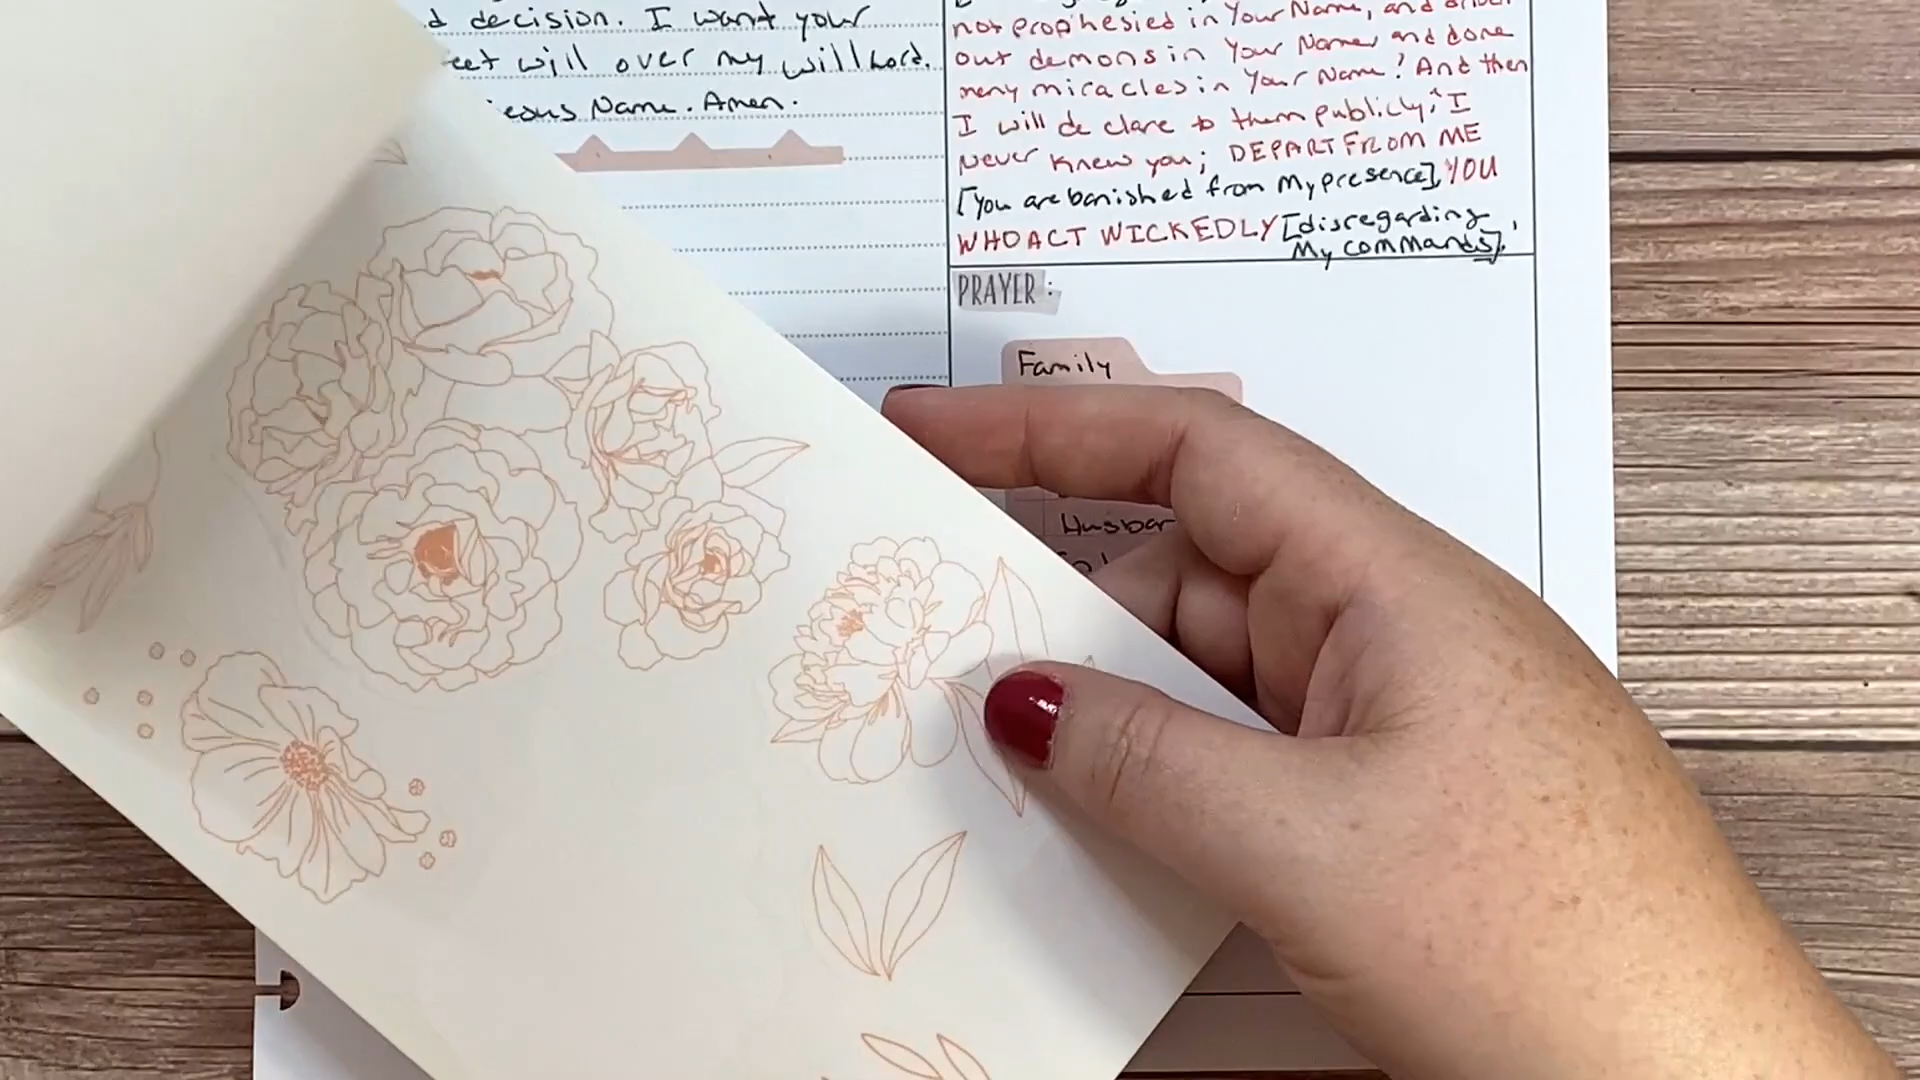 d decision. I want your
eet will over my will Lord.
eous Name. Amen.
not prophesied in Your Name, and
out demons in Your Name, and done
many miracles in Your Name? And then
I will declare to them publicly, "I
never knew you; DEPART FROM ME
[you are banished from My presence], YOU
WHO ACT WICKEDLY [disregarding
My commands].'
PRAYER :
Family
Husbar